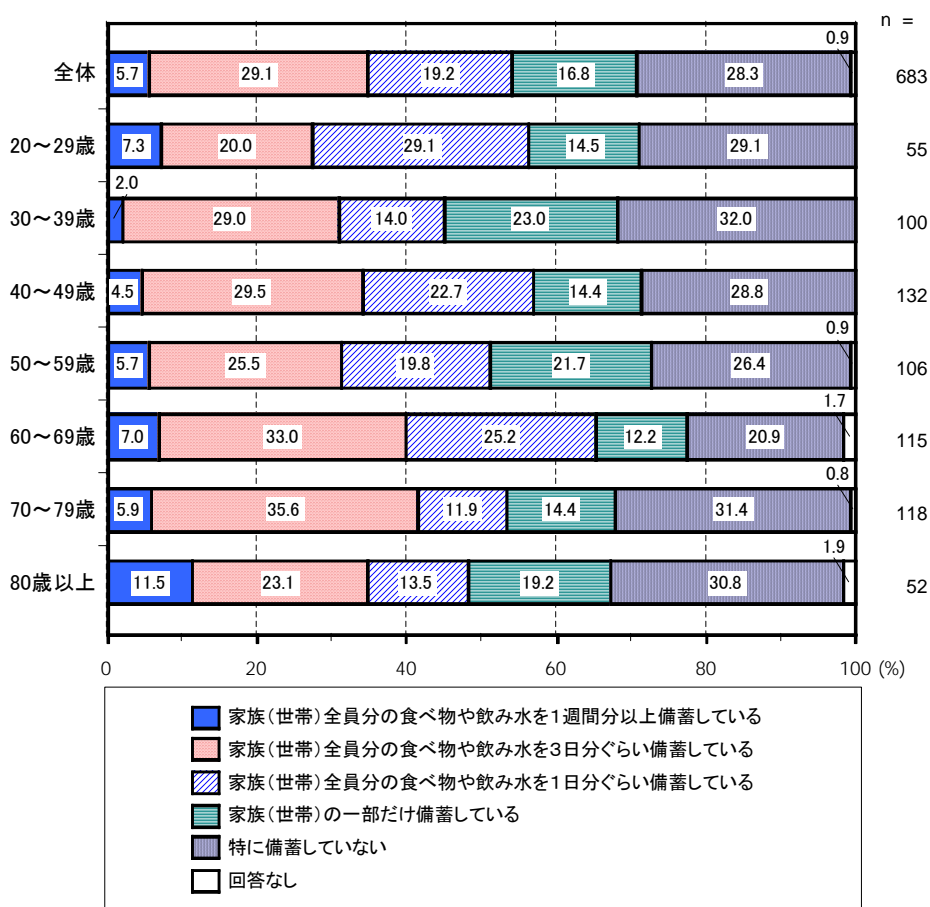 n =
0.9
全体 5.7 29.1 19.2 16.8 28.3 683
20～29歳 7.3 20.0 29.1 14.5 29.1 55
2.0
30～39歳 29.0 14.0 23.0 32.0 100
40～49歳 4.5 29.5 22.7 14.4 28.8 132
0.9
50～59歳 5.7 25.5 19.8 21.7 26.4 106
1.7
60～69歳 7.0 33.0 25.2 12.2 20.9 115
0.8
70～79歳 5.9 35.6 11.9 14.4 31.4 118
1.9
80歳以上 11.5 23.1 13.5 19.2 30.8 52
0 20 40 60 80 100 (%)
家族（世帯）全員分の食べ物や飲み水を１週間分以上備蓄している
家族（世帯）全員分の食べ物や飲み水を３日分ぐらい備蓄している
家族（世帯）全員分の食べ物や飲み水を１日分ぐらい備蓄している
家族（世帯）の一部だけ備蓄している
特に備蓄していない
回答なし